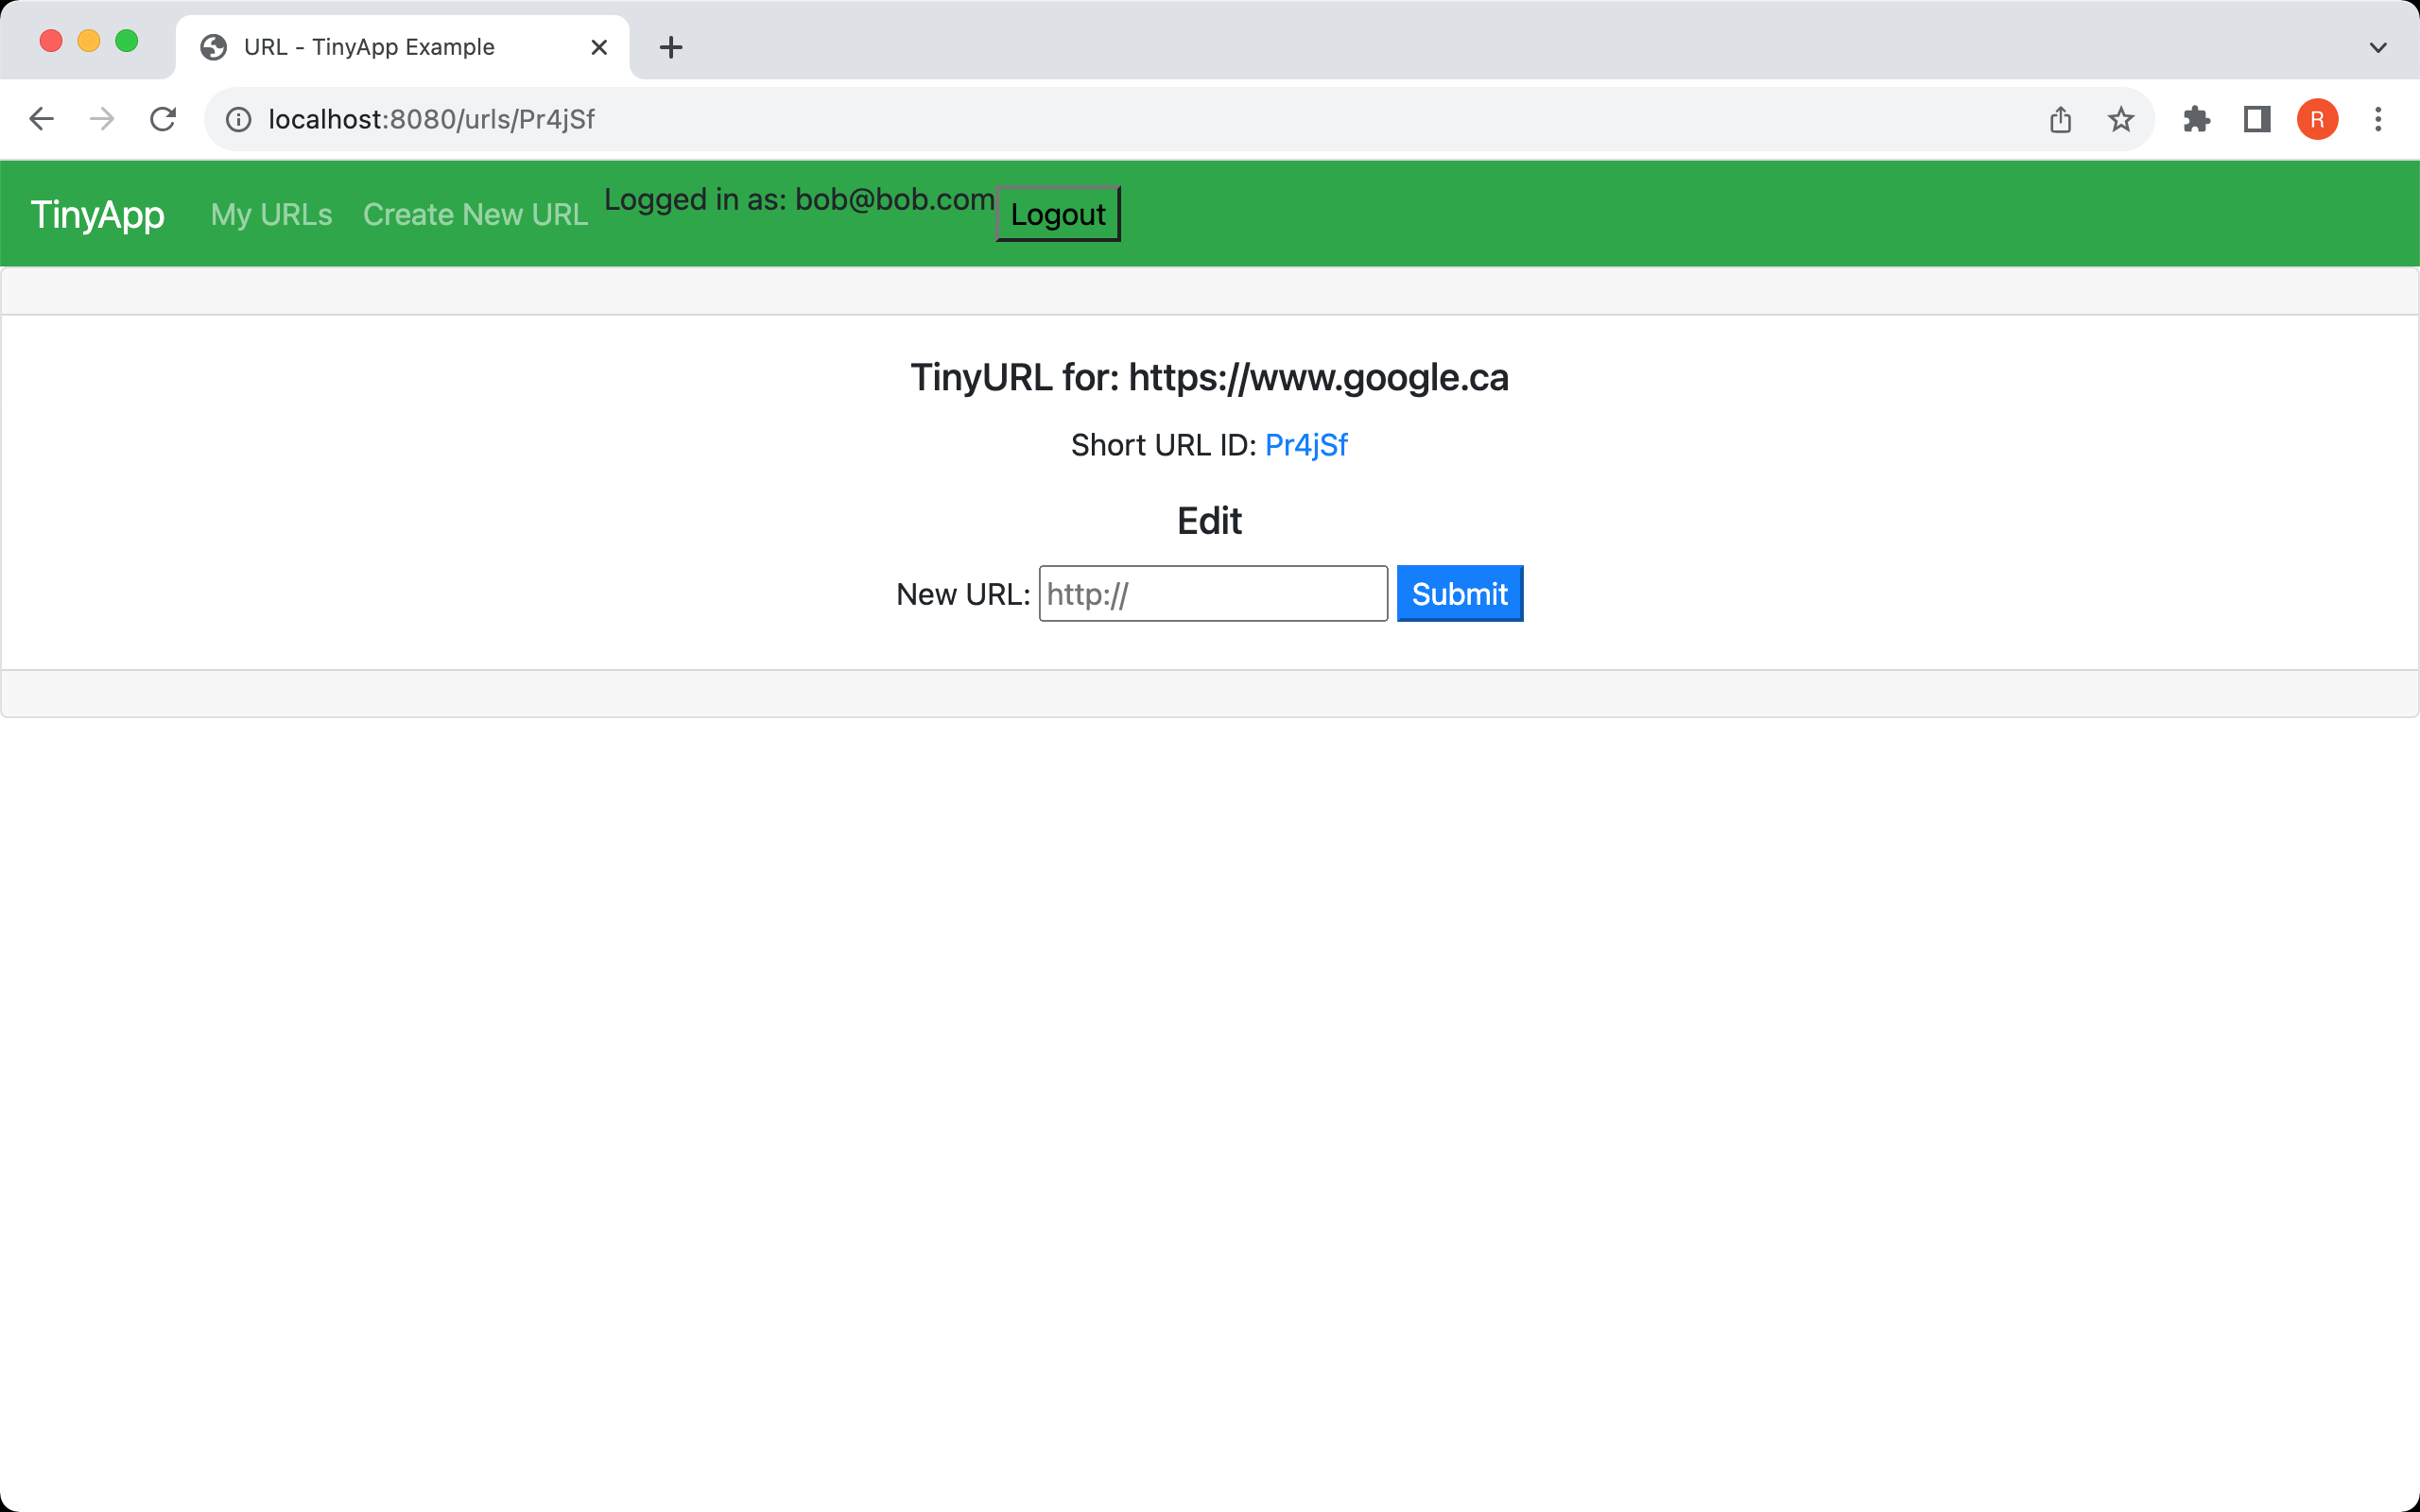 URL - TinyApp Example
localhost:8080/urls/Pr4jSf
R
TinyApp My URLs Create New URL Logged in as: bob@bob.com Logout
TinyURL for: https://www.google.ca
Short URL ID: Pr4jSf
Edit
New URL: http:// Submit